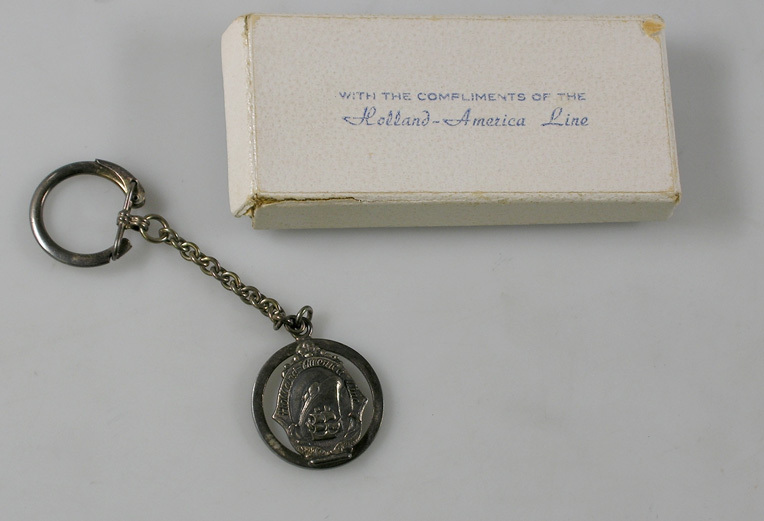 WITH THE COMPLIMENTS OF THE
Holland-America Line